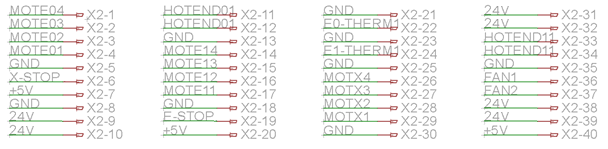 MOTE04 X2-1
MOTE03 X2-2
MOTE02 X2-3
MOTE01 X2-4
GND X2-5
X-STOP X2-6
+5V X2-7
GND X2-8
24V X2-9
24V X2-10
HOTEND01 X2-11
HOTEND01 X2-12
GND X2-13
MOTE14 X2-14
MOTE13 X2-15
MOTE12 X2-16
MOTE11 X2-17
GND X2-18
E-STOP X2-19
+5V X2-20
GND X2-21
E0-THERM1 X2-22
GND X2-23
E1-THERM1 X2-24
GND X2-25
MOTX4 X2-26
MOTX3 X2-27
MOTX2 X2-28
MOTX1 X2-29
GND X2-30
24V X2-31
24V X2-32
HOTEND11 X2-33
HOTEND11 X2-34
GND X2-35
FAN1 X2-36
FAN2 X2-37
24V X2-38
24V X2-39
+5V X2-40